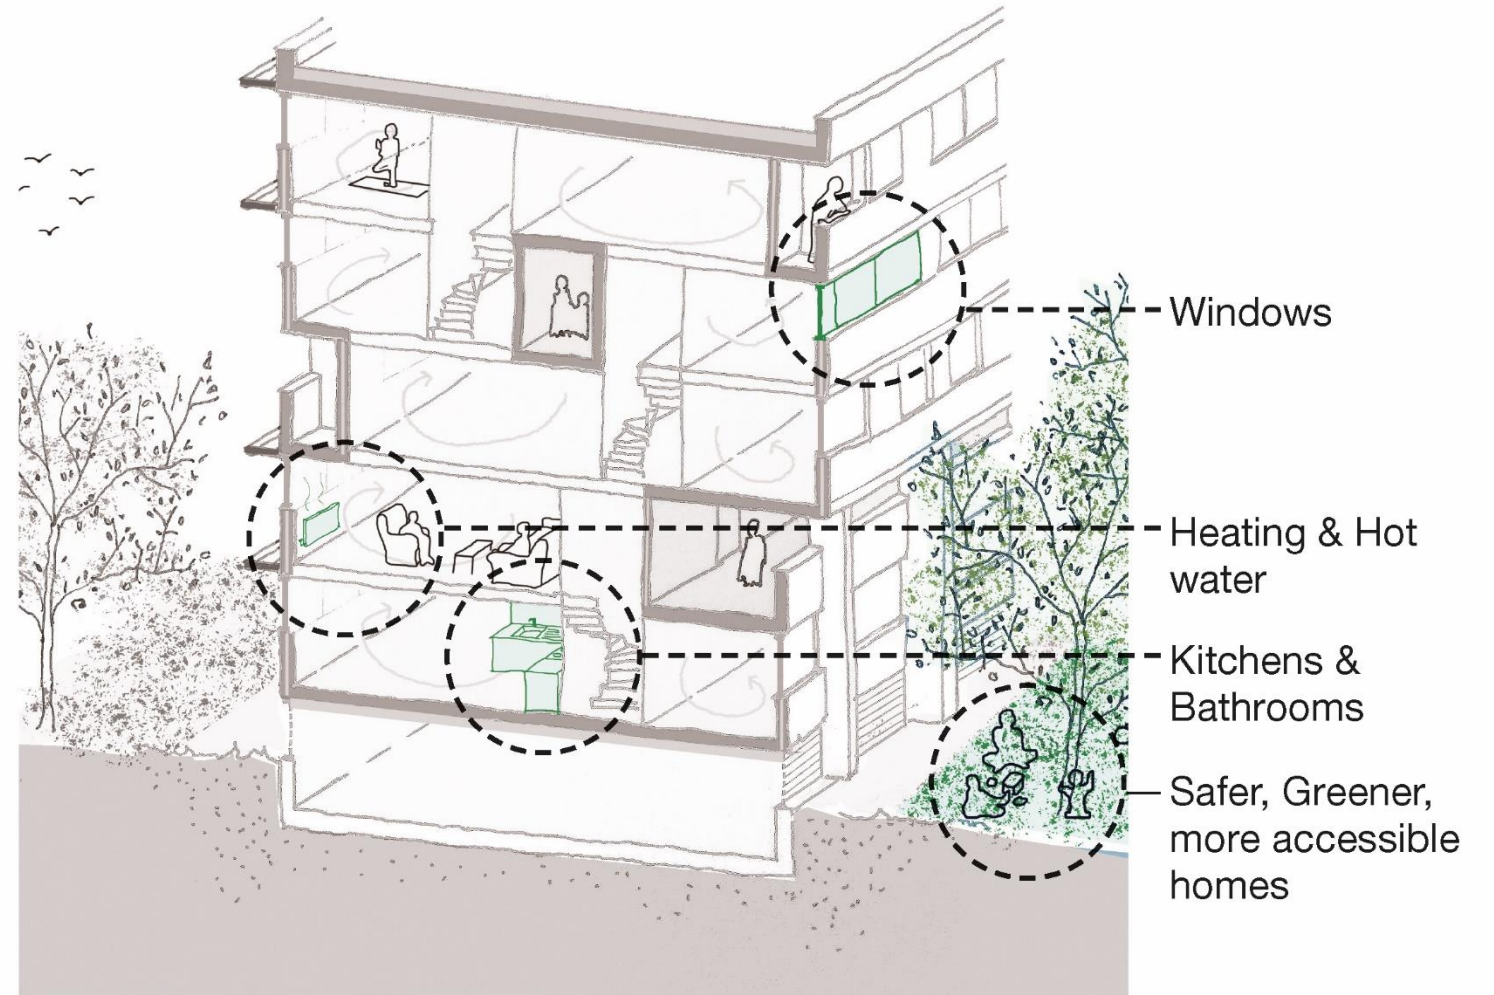 Windows
Heating & Hot
water
Kitchens &
Bathrooms
Safer, Greener,
more accessible
homes